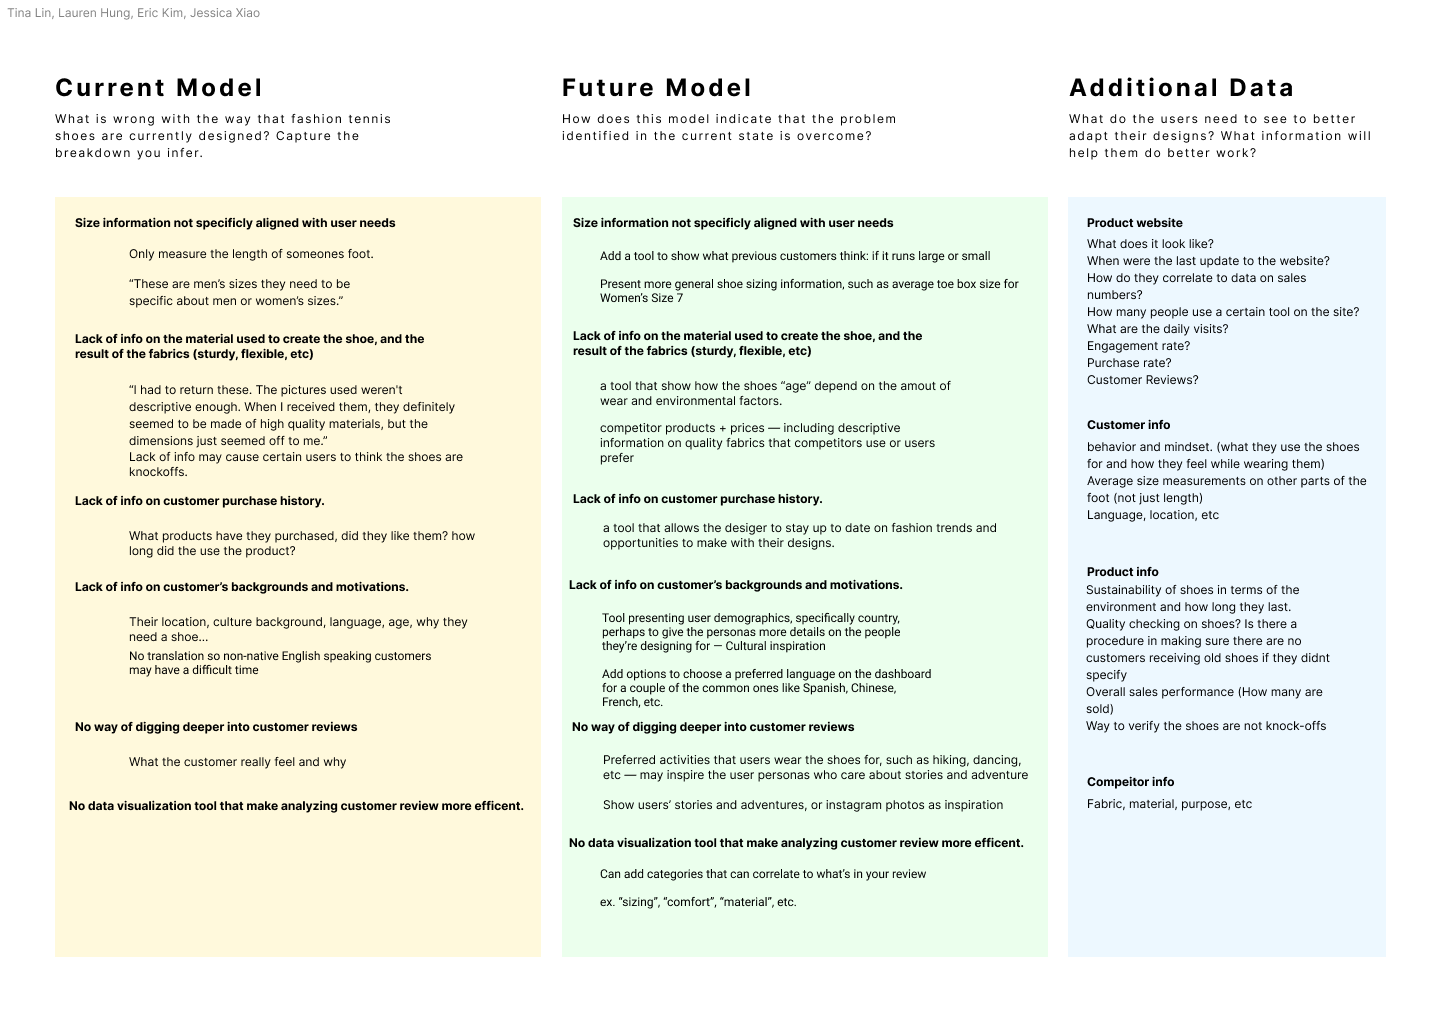 Tina Lin, Lauren Hung, Eric Kim, Jessica Xiao
Current Model
What is wrong with the way that fashion tennis
shoes are currently designed? Capture the
breakdown you infer.
Size information not specificly aligned with user needs
Only measure the length of someones foot.
“These are men’s sizes they need to be
specific about men or women’s sizes.”
Lack of info on the material used to create the shoe, and the
result of the fabrics (sturdy, flexible, etc)
“I had to return these. The pictures used weren't
descriptive enough. When I received them, they definitely
seemed to be made of high quality materials, but the
dimensions just seemed off to me.”
Lack of info may cause certain users to think the shoes are
knockoffs.
Lack of info on customer purchase history.
What products have they purchased, did they like them? how
long did the use the product?
Lack of info on customer’s backgrounds and motivations.
Their location, culture background, language, age, why they
need a shoe...
No translation so non-native English speaking customers
may have a difficult time
No way of digging deeper into customer reviews
What the customer really feel and why
No data visualization tool that make analyzing customer review more efficent.
Future Model
How does this model indicate that the problem
identified in the current state is overcome?
Size information not specificly aligned with user needs
Add a tool to show what previous customers think: if it runs large or small
Present more general shoe sizing information, such as average toe box size for
Women’s Size 7
Lack of info on the material used to create the shoe, and the
result of the fabrics (sturdy, flexible, etc)
a tool that show how the shoes “age” depend on the amout of
wear and environmental factors.
competitor products + prices — including descriptive
information on quality fabrics that competitors use or users
prefer
Lack of info on customer purchase history.
a tool that allows the desiger to stay up to date on fashion trends and
opportunities to make with their designs.
Lack of info on customer’s backgrounds and motivations.
Tool presenting user demographics, specifically country,
perhaps to give the personas more details on the people
they’re designing for — Cultural inspiration
Add options to choose a preferred language on the dashboard
for a couple of the common ones like Spanish, Chinese,
French, etc.
No way of digging deeper into customer reviews
Preferred activities that users wear the shoes for, such as hiking, dancing,
etc — may inspire the user personas who care about stories and adventure
Show users’ stories and adventures, or instagram photos as inspiration
No data visualization tool that make analyzing customer review more efficent.
Can add categories that can correlate to what’s in your review
ex. “sizing”, “comfort”, “material”, etc.
Additional Data
What do the users need to see to better
adapt their designs? What information will
help them do better work?
Product website
What does it look like?
When were the last update to the website?
How do they correlate to data on sales
numbers?
How many people use a certain tool on the site?
What are the daily visits?
Engagement rate?
Purchase rate?
Customer Reviews?
Customer info
behavior and mindset. (what they use the shoes
for and how they feel while wearing them)
Average size measurements on other parts of the
foot (not just length)
Language, location, etc
Product info
Sustainability of shoes in terms of the
environment and how long they last.
Quality checking on shoes? Is there a
procedure in making sure there are no
customers receiving old shoes if they didnt
specify
Overall sales performance (How many are
sold)
Way to verify the shoes are not knock-offs
Compeitor info
Fabric, material, purpose, etc